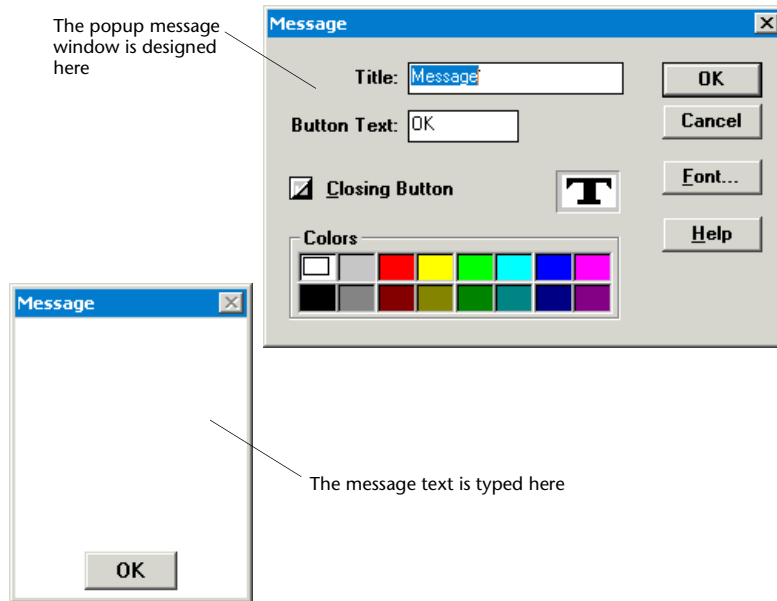 The popup message
window is designed
here
Message
Title: Message
OK
Button Text: OK
Cancel
Closing Button
T
Font...
Help
Colors
Message
The message text is typed here
OK